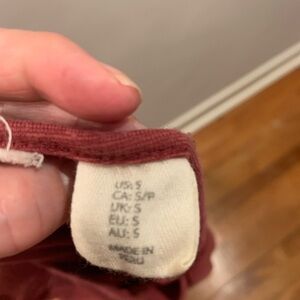 US: S
CA: S/P
UK: S
EU: S
AU: S
MADE IN
PERU